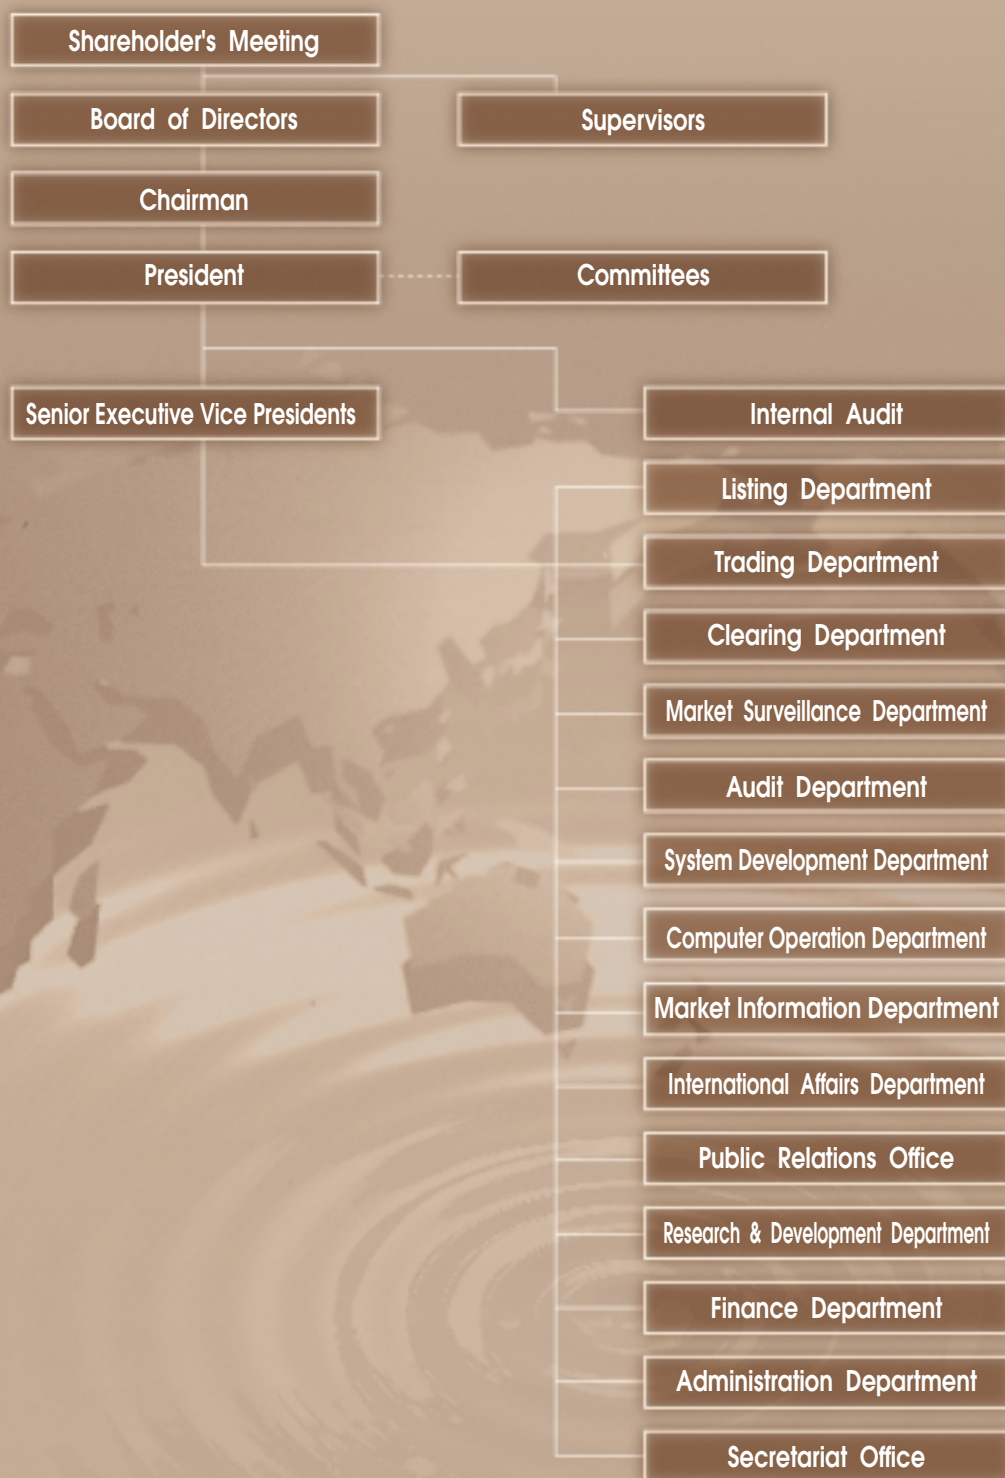 Shareholder's Meeting
Board of Directors
Supervisors
Chairman
President
Committees
Senior Executive Vice Presidents
Internal Audit
Listing Department
Trading Department
Clearing Department
Market Surveillance Department
Audit Department
System Development Department
Computer Operation Department
Market Information Department
International Affairs Department
Public Relations Office
Research & Development Department
Finance Department
Administration Department
Secretariat Office